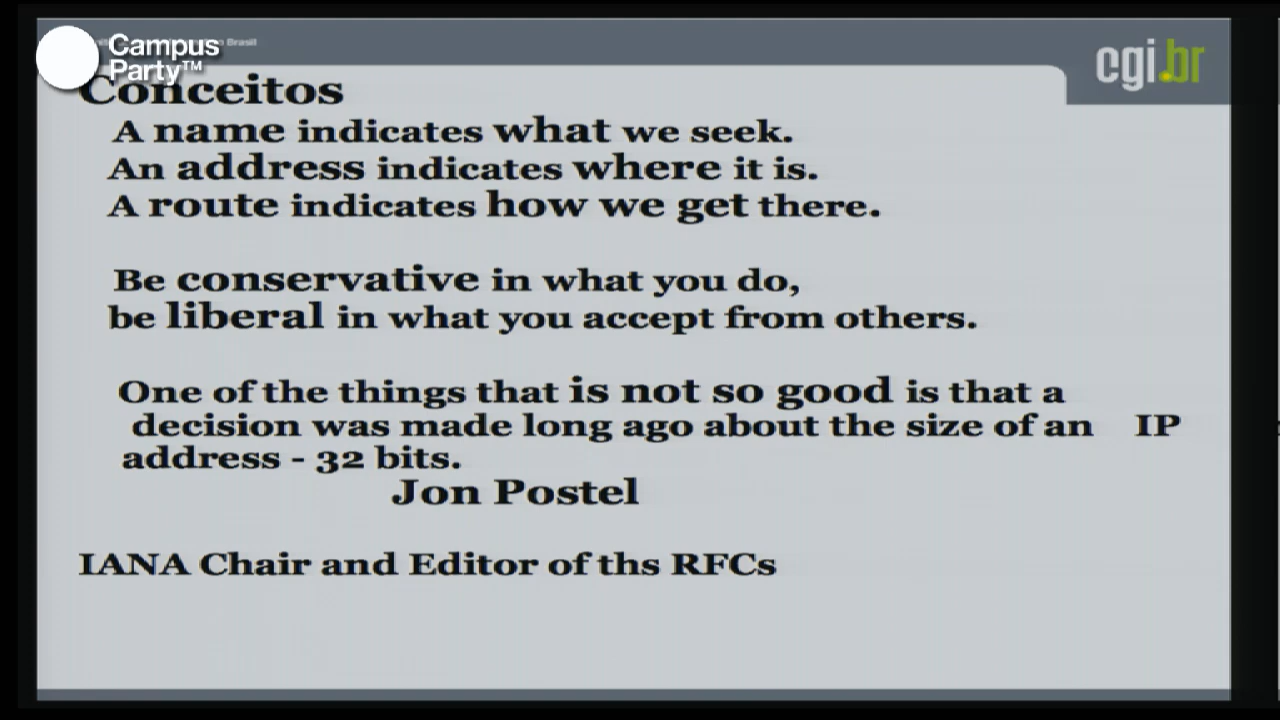 Campus
Party™
Brasil
cgi.br
Conceitos
A name indicates what we seek.
An address indicates where it is.
A route indicates how we get there.
Be conservative in what you do,
be liberal in what you accept from others.
One of the things that is not so good is that a
decision was made long ago about the size of an IP
address - 32 bits.
Jon Postel
IANA Chair and Editor of ths RFCs